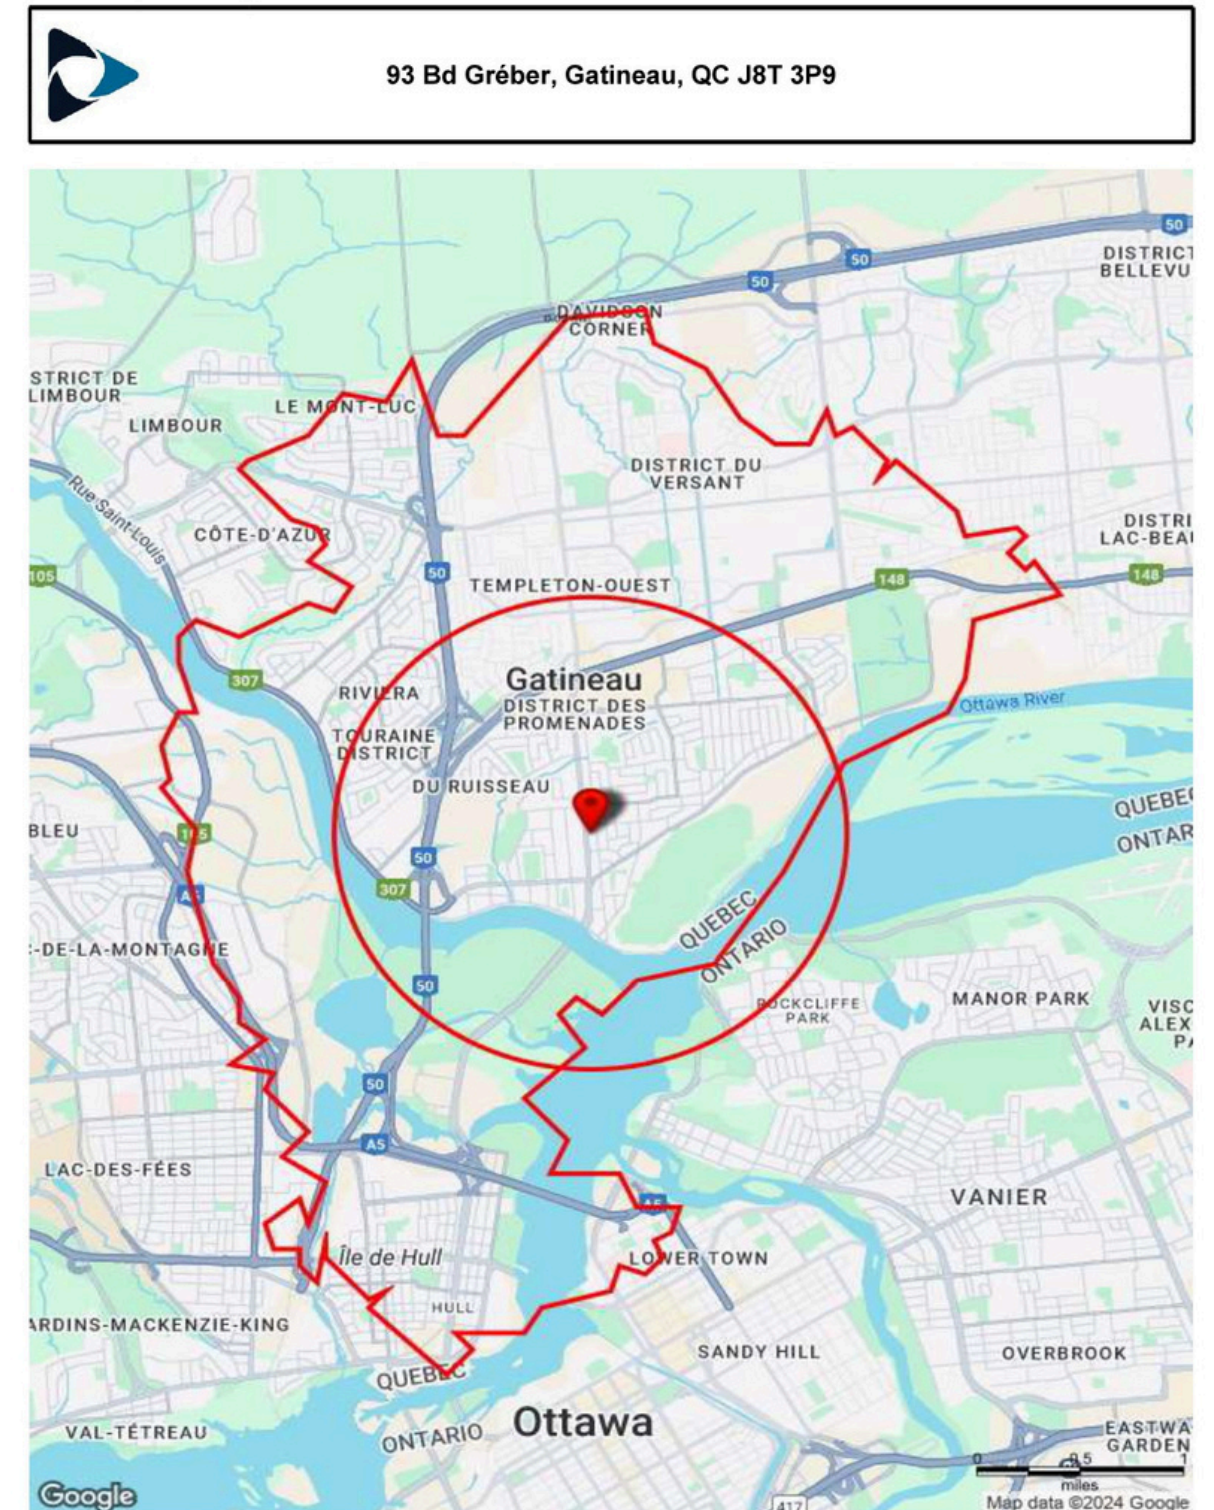 93 Bd Gréber, Gatineau, QC J8T 3P9
50
DISTRICT
BELLEVU
50
50
DAVIDSON
CORNER
STRICT DE
LIMBOUR
LE MONT-LUC
LIMBOUR
DISTRICT DU
VERSANT
Rue Saint-Louis
CÔTE-D'AZUR
DISTRI
LAC-BEAU
105
50
TEMPLETON-OUEST
148
148
307
RIVIERA
Gatineau
DISTRICT DES
PROMENADES
Ottawa River
TOURAINE
DISTRICT
DU RUISSEAU
QUEBEC
ONTAR
BLEU
105
50
307
A5
QUEBEC
ONTARIO
-DE-LA-MONTAGNE
50
ROCKCLIFFE
PARK
MANOR PARK
VISC
ALEX
PA
50
A5
LAC-DES-FÉES
A5
VANIER
Île de Hull
LOWER TOWN
HULL
ARDINS-MACKENZIE-KING
SANDY HILL
OVERBROOK
QUEBEC
VAL-TÉTREAU
ONTARIO
Ottawa
EASTWA
GARDEN
0 0.5 1
miles
Google
417
Map data ©2024 Google